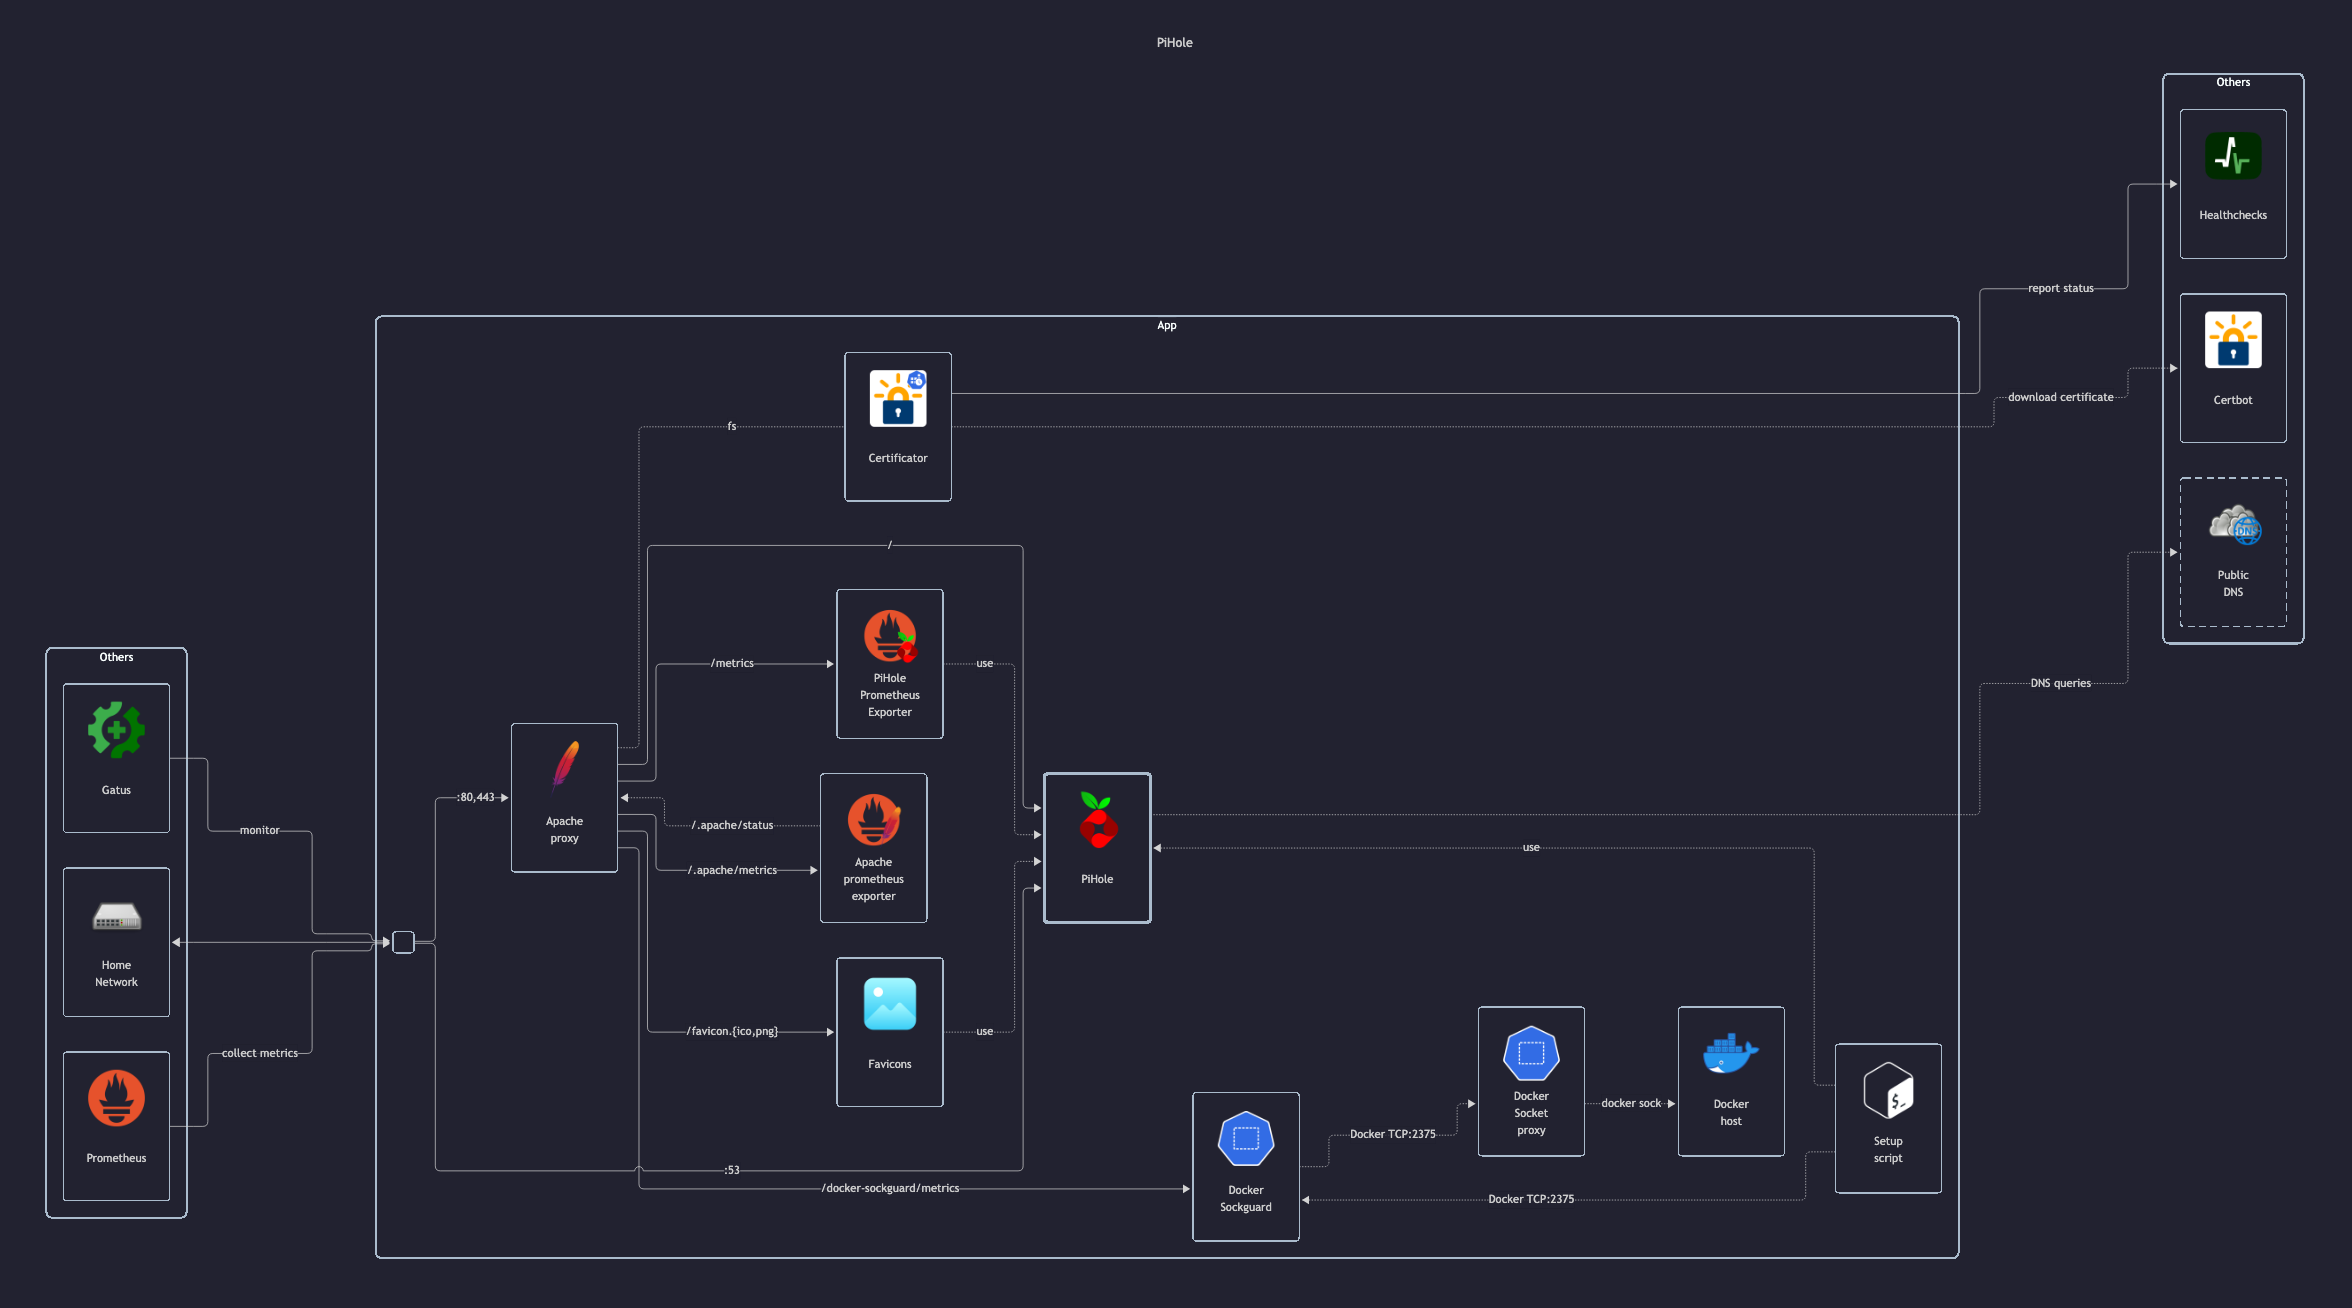 PiHole
Others
Healthchecks
report status
App
Certbot
download certificate
fs
Certificator
DNS
Public
DNS
/
Others
/metrics
PiHole
Prometheus
Exporter
use
DNS queries
Gatus
monitor
:80,443
Apache
proxy
/.apache/status
/.apache/metrics
Apache
prometheus
exporter
PiHole
use
Home
Network
/favicon.{ico,png}
Favicons
use
collect metrics
Prometheus
:53
/docker-sockguard/metrics
Docker
Sockguard
Docker TCP:2375
Docker
Socket
proxy
docker sock
Docker
host
$_
Setup
script
Docker TCP:2375